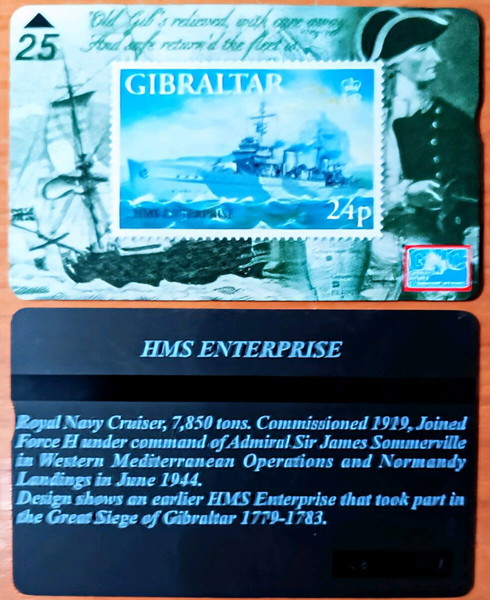 'Old Gib's relieved, with care away,
And safe return'd the fleet is
25
GIBRALTAR
HMS ENTERPRISE
24p
HMS ENTERPRISE
Royal Navy Cruiser, 7,850 tons. Commissioned 1919, Joined
Force H under command of Admiral Sir James Sommerville
in Western Mediterranean Operations and Normandy
Landings in June 1944.
Design shows an earlier HMS Enterprise that took part in
the Great Siege of Gibraltar 1779-1783.